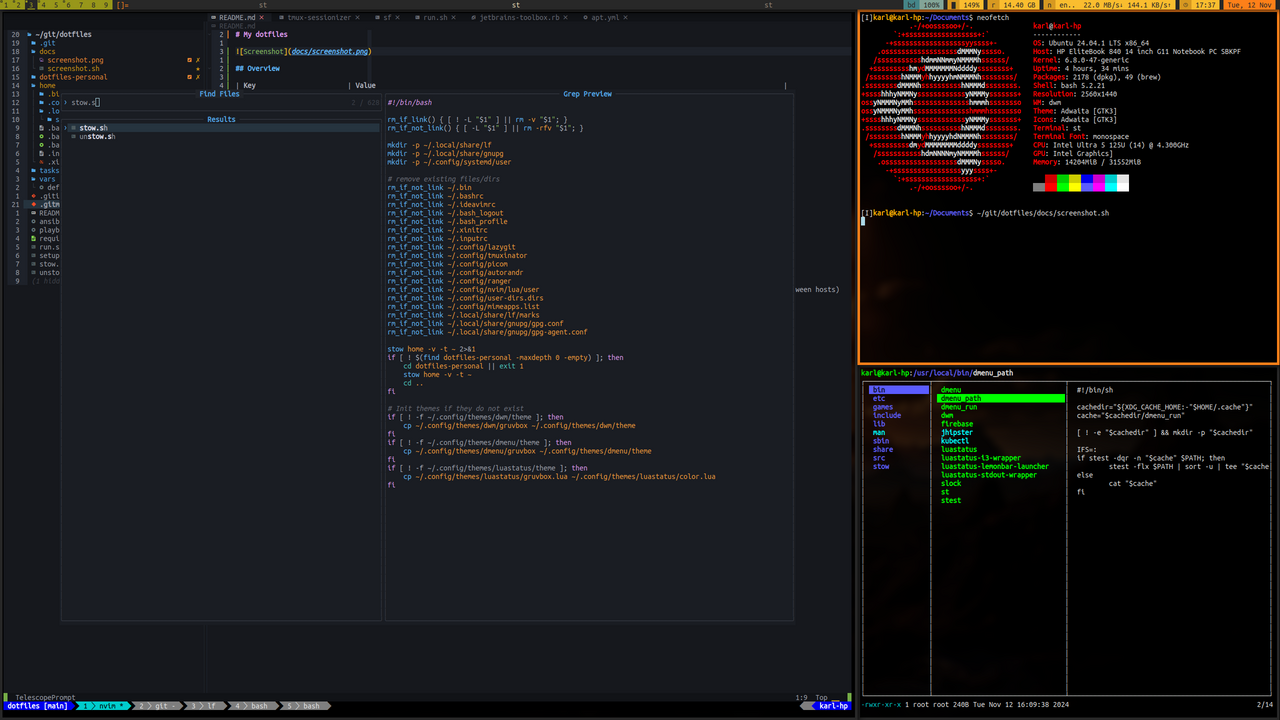 1 2 3 4 5 6 7 8 9 []= st st st bd 100% 149% r 14.40 GB n en.. 22.0 MB/s↓ 144.1 KB/s↑ 17:37 Tue, 12 Nov
README.md × tmux-sessionizer × sf × run.sh × jetbrains-toolbox.rb × apt.yml ×
README.md
20 ~/git/dotfiles
19 .git
18 docs
17 screenshot.png
16 screenshot.sh
15 dotfiles-personal
14 home
13 .bi
12 .co
11 .lo
10 s
9 .ba
8 .ba
7 .ba
6 .in
5 .xi
4 tasks
3 vars
2 def
1 .giti
21 .gitm
1 READM
2 ansib
3 playb
4 requi
5 run.s
6 setup
7 stow.
8 unsto
9 (1 hidd
2 # My dotfiles
1
1 ![Screenshot](docs/screenshot.png)
1
2 ## Overview
3
4 | Key | Value |
ween hosts)
Find Files
> stow.s 2 / 628
Results
stow.sh
unstow.sh
Grep Preview
#!/bin/bash
rm_if_link() { [ ! -L "$1" ] || rm -v "$1"; }
rm_if_not_link() { [ -L "$1" ] || rm -rfv "$1"; }
mkdir -p ~/.local/share/lf
mkdir -p ~/.local/share/gnupg
mkdir -p ~/.config/systemd/user
# remove existing files/dirs
rm_if_not_link ~/.bin
rm_if_not_link ~/.bashrc
rm_if_not_link ~/.ideavimrc
rm_if_not_link ~/.bash_logout
rm_if_not_link ~/.bash_profile
rm_if_not_link ~/.xinitrc
rm_if_not_link ~/.inputrc
rm_if_not_link ~/.config/lazygit
rm_if_not_link ~/.config/tmuxinator
rm_if_not_link ~/.config/picom
rm_if_not_link ~/.config/autorandr
rm_if_not_link ~/.config/ranger
rm_if_not_link ~/.config/nvim/lua/user
rm_if_not_link ~/.config/user-dirs.dirs
rm_if_not_link ~/.config/mimeapps.list
rm_if_not_link ~/.local/share/lf/marks
rm_if_not_link ~/.local/share/gnupg/gpg.conf
rm_if_not_link ~/.local/share/gnupg/gpg-agent.conf
stow home -v -t ~ 2>&1
if [ ! $(find dotfiles-personal -maxdepth 0 -empty) ]; then
cd dotfiles-personal || exit 1
stow home -v -t ~
cd ..
fi
# Init themes if they do not exist
if [ ! -f ~/.config/themes/dwm/theme ]; then
cp ~/.config/themes/dwm/gruvbox ~/.config/themes/dwm/theme
fi
if [ ! -f ~/.config/themes/dmenu/theme ]; then
cp ~/.config/themes/dmenu/gruvbox ~/.config/themes/dmenu/theme
fi
if [ ! -f ~/.config/themes/luastatus/theme ]; then
cp ~/.config/themes/luastatus/gruvbox.lua ~/.config/themes/luastatus/color.lua
fi
TelescopePrompt 1:9 Top
dotfiles [main] 1 > nvim * 2 > git - 3 > lf 4 > bash 5 > bash karl-hp
[I]karl@karl-hp:~/Documents$ neofetch
karl@karl-hp
------------
OS: Ubuntu 24.04.1 LTS x86_64
Host: HP EliteBook 840 14 inch G11 Notebook PC SBKPF
Kernel: 6.8.0-47-generic
Uptime: 4 hours, 34 mins
Packages: 2178 (dpkg), 49 (brew)
Shell: bash 5.2.21
Resolution: 2560x1440
WM: dwm
Theme: Adwaita [GTK3]
Icons: Adwaita [GTK3]
Terminal: st
Terminal Font: monospace
CPU: Intel Ultra 5 125U (14) @ 4.300GHz
GPU: Intel Graphics]
Memory: 14204MiB / 31552MiB
[I]karl@karl-hp:~/Documents$ ~/git/dotfiles/docs/screenshot.sh
karl@karl-hp:/usr/local/bin/dmenu_path
bin
etc
games
include
lib
man
sbin
share
src
stow
dmenu
dmenu_path
dmenu_run
dwm
firebase
jhipster
kubectl
luastatus
luastatus-i3-wrapper
luastatus-lemonbar-launcher
luastatus-stdout-wrapper
slock
st
stest
#!/bin/sh
cachedir="${XDG_CACHE_HOME:-"$HOME/.cache"}"
cache="$cachedir/dmenu_run"
[ ! -e "$cachedir" ] && mkdir -p "$cachedir"
IFS=:
if stest -dqr -n "$cache" $PATH; then
stest -flx $PATH | sort -u | tee "$cache
else
cat "$cache"
fi
-rwxr-xr-x 1 root root 240B Tue Nov 12 16:09:38 2024 2/14